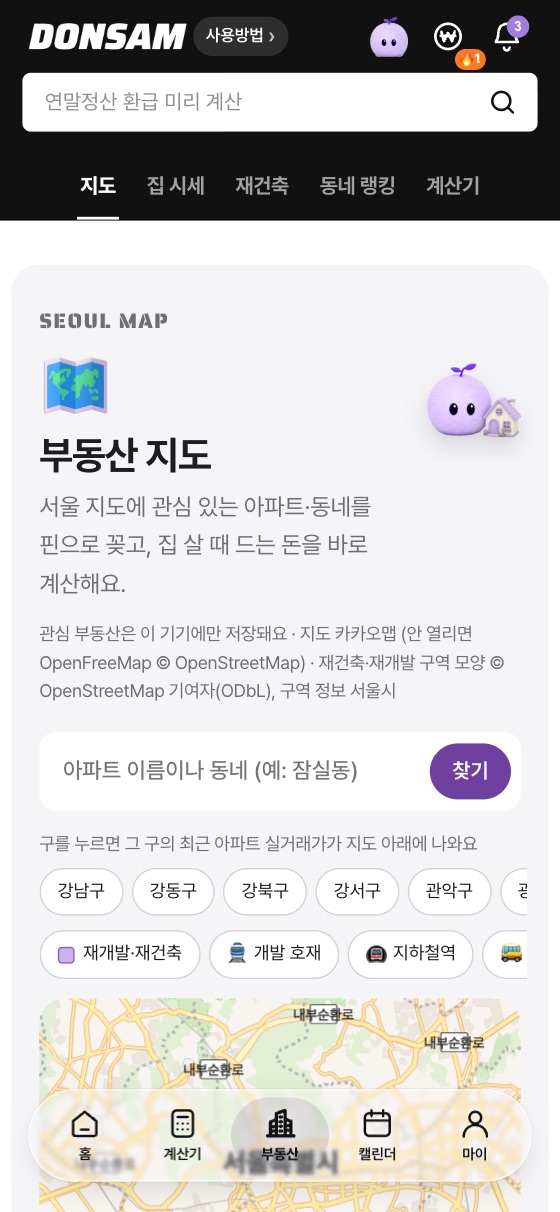 DONSAM
사용방법 ›
3
1
연말정산 환급 미리 계산
지도 집 시세 재건축 동네 랭킹 계산기
SEOUL MAP
부동산 지도
서울 지도에 관심 있는 아파트·동네를
핀으로 꽂고, 집 살 때 드는 돈을 바로
계산해요.
관심 부동산은 이 기기에만 저장돼요 · 지도 카카오맵 (안 열리면
OpenFreeMap © OpenStreetMap) · 재건축·재개발 구역 모양 ©
OpenStreetMap 기여자(ODbL), 구역 정보 서울시
아파트 이름이나 동네 (예: 잠실동) 찾기
구를 누르면 그 구의 최근 아파트 실거래가가 지도 아래에 나와요
강남구 강동구 강북구 강서구 관악구
재개발·재건축 개발 호재 지하철역
내부순환로
내부순환로
내부순환로
서울특별시
홈 계산기 부동산 캘린더 마이